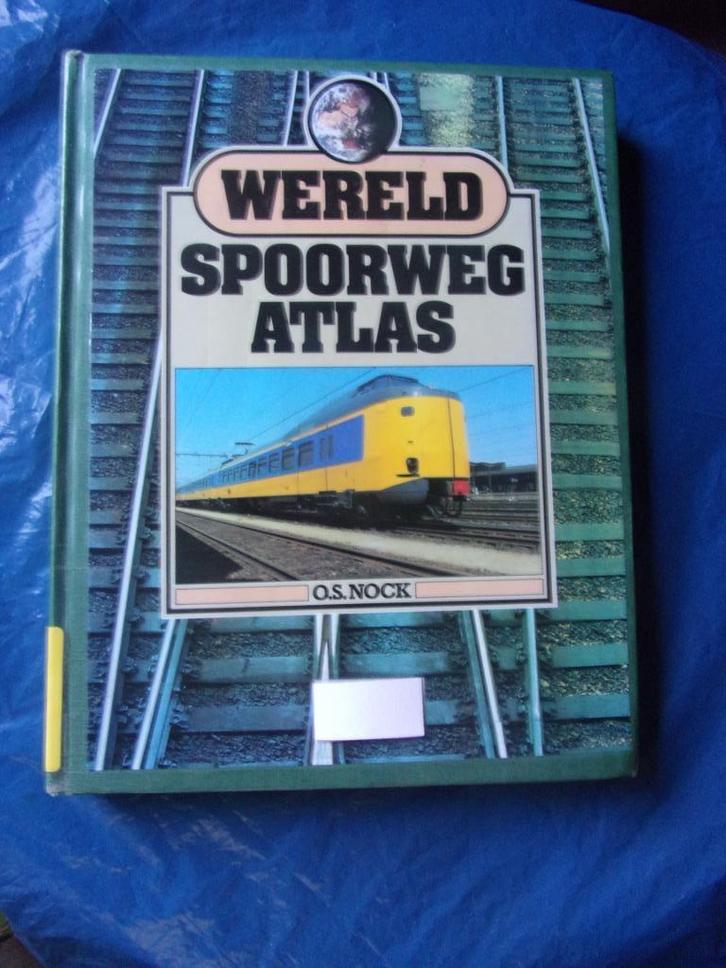 WERELD
SPOORWEG
ATLAS
O.S. NOCK